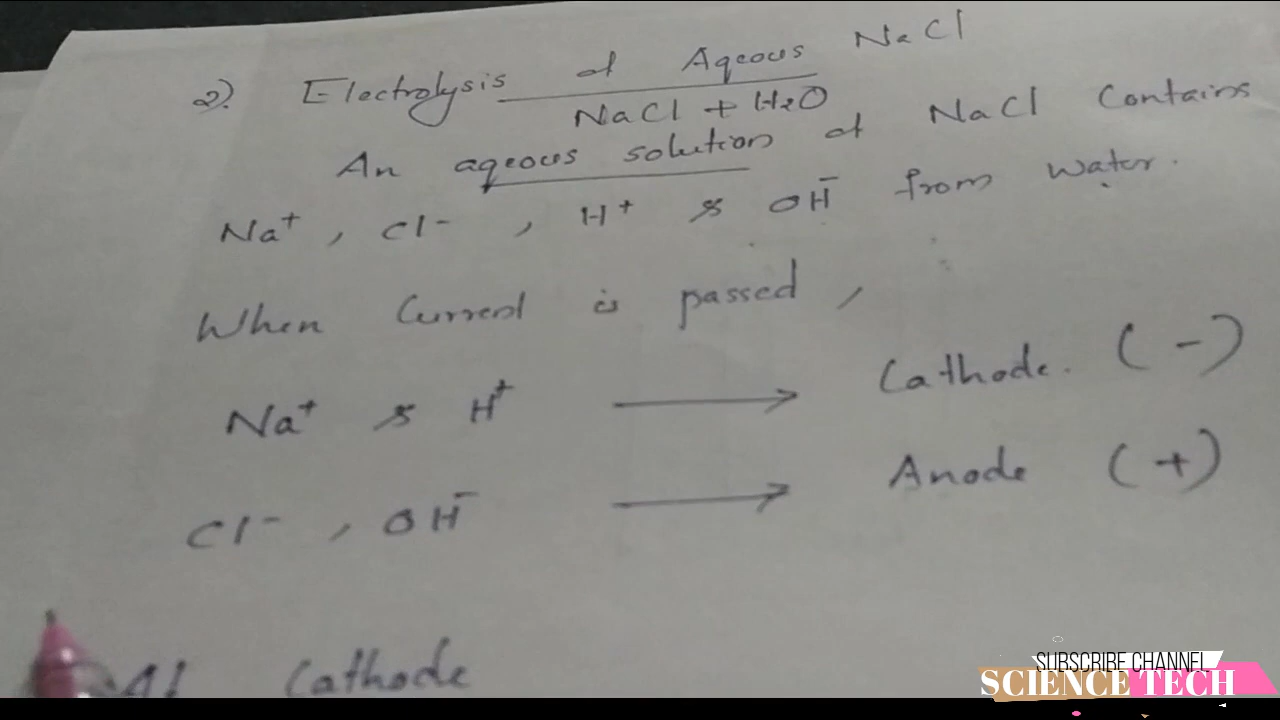 2). Electrolysis of Aqeous NaCl
NaCl + H2O
An aqeous solution of NaCl Contains
Na⁺, Cl⁻, H⁺ & OH⁻ from water.
When Current is passed,
Na⁺ & H⁺ → Cathode. (-)
Cl⁻, OH⁻ → Anode (+)
At Cathode
SUBSCRIBE CHANNEL
SCIENCE TECH